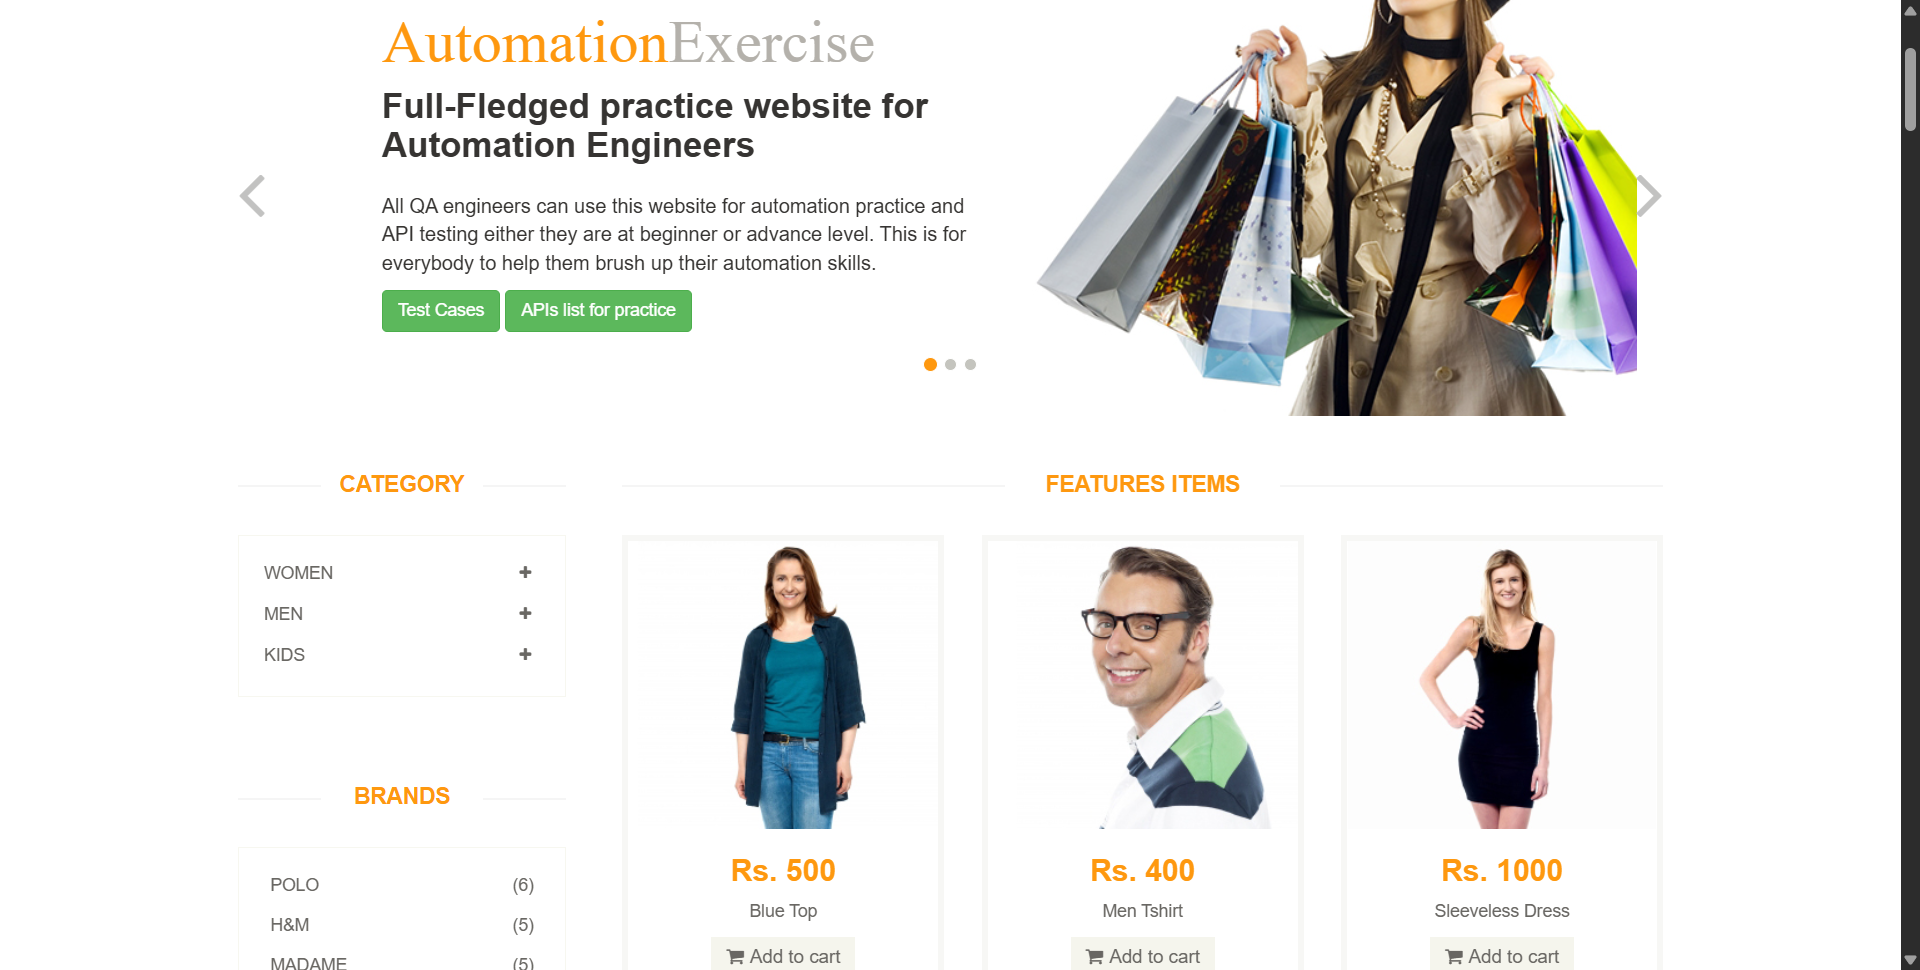 AutomationExercise
Full-Fledged practice website for
Automation Engineers
All QA engineers can use this website for automation practice and
API testing either they are at beginner or advance level. This is for
everybody to help them brush up their automation skills.
Test Cases
APIs list for practice
CATEGORY
WOMEN
MEN
KIDS
BRANDS
POLO (6)
H&M (5)
MADAME (5)
FEATURES ITEMS
Rs. 500
Blue Top
Add to cart
Rs. 400
Men Tshirt
Add to cart
Rs. 1000
Sleeveless Dress
Add to cart